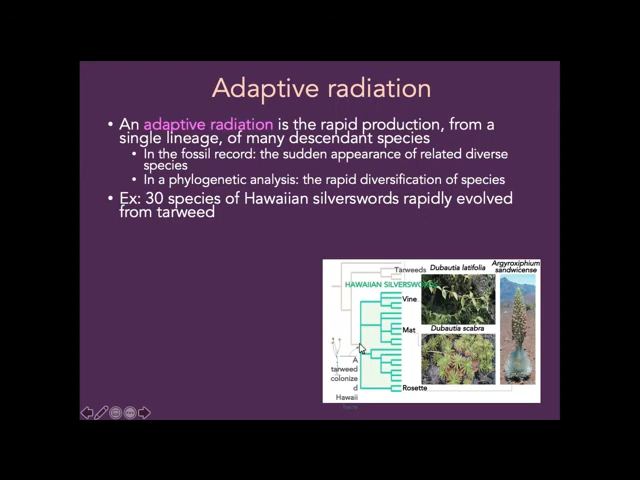 Adaptive radiation
• An adaptive radiation is the rapid production, from a
single lineage, of many descendant species
• In the fossil record: the sudden appearance of related diverse
species
• In a phylogenetic analysis: the rapid diversification of species
• Ex: 30 species of Hawaiian silverswords rapidly evolved
from tarweed
Tarweeds
Dubautia latifolia
Argyroxiphium
sandwicense
HAWAIIAN SILVERSWORDS
Vine
Mat
Dubautia scabra
A
tarweed
colonize
d
Hawaii
Rosette